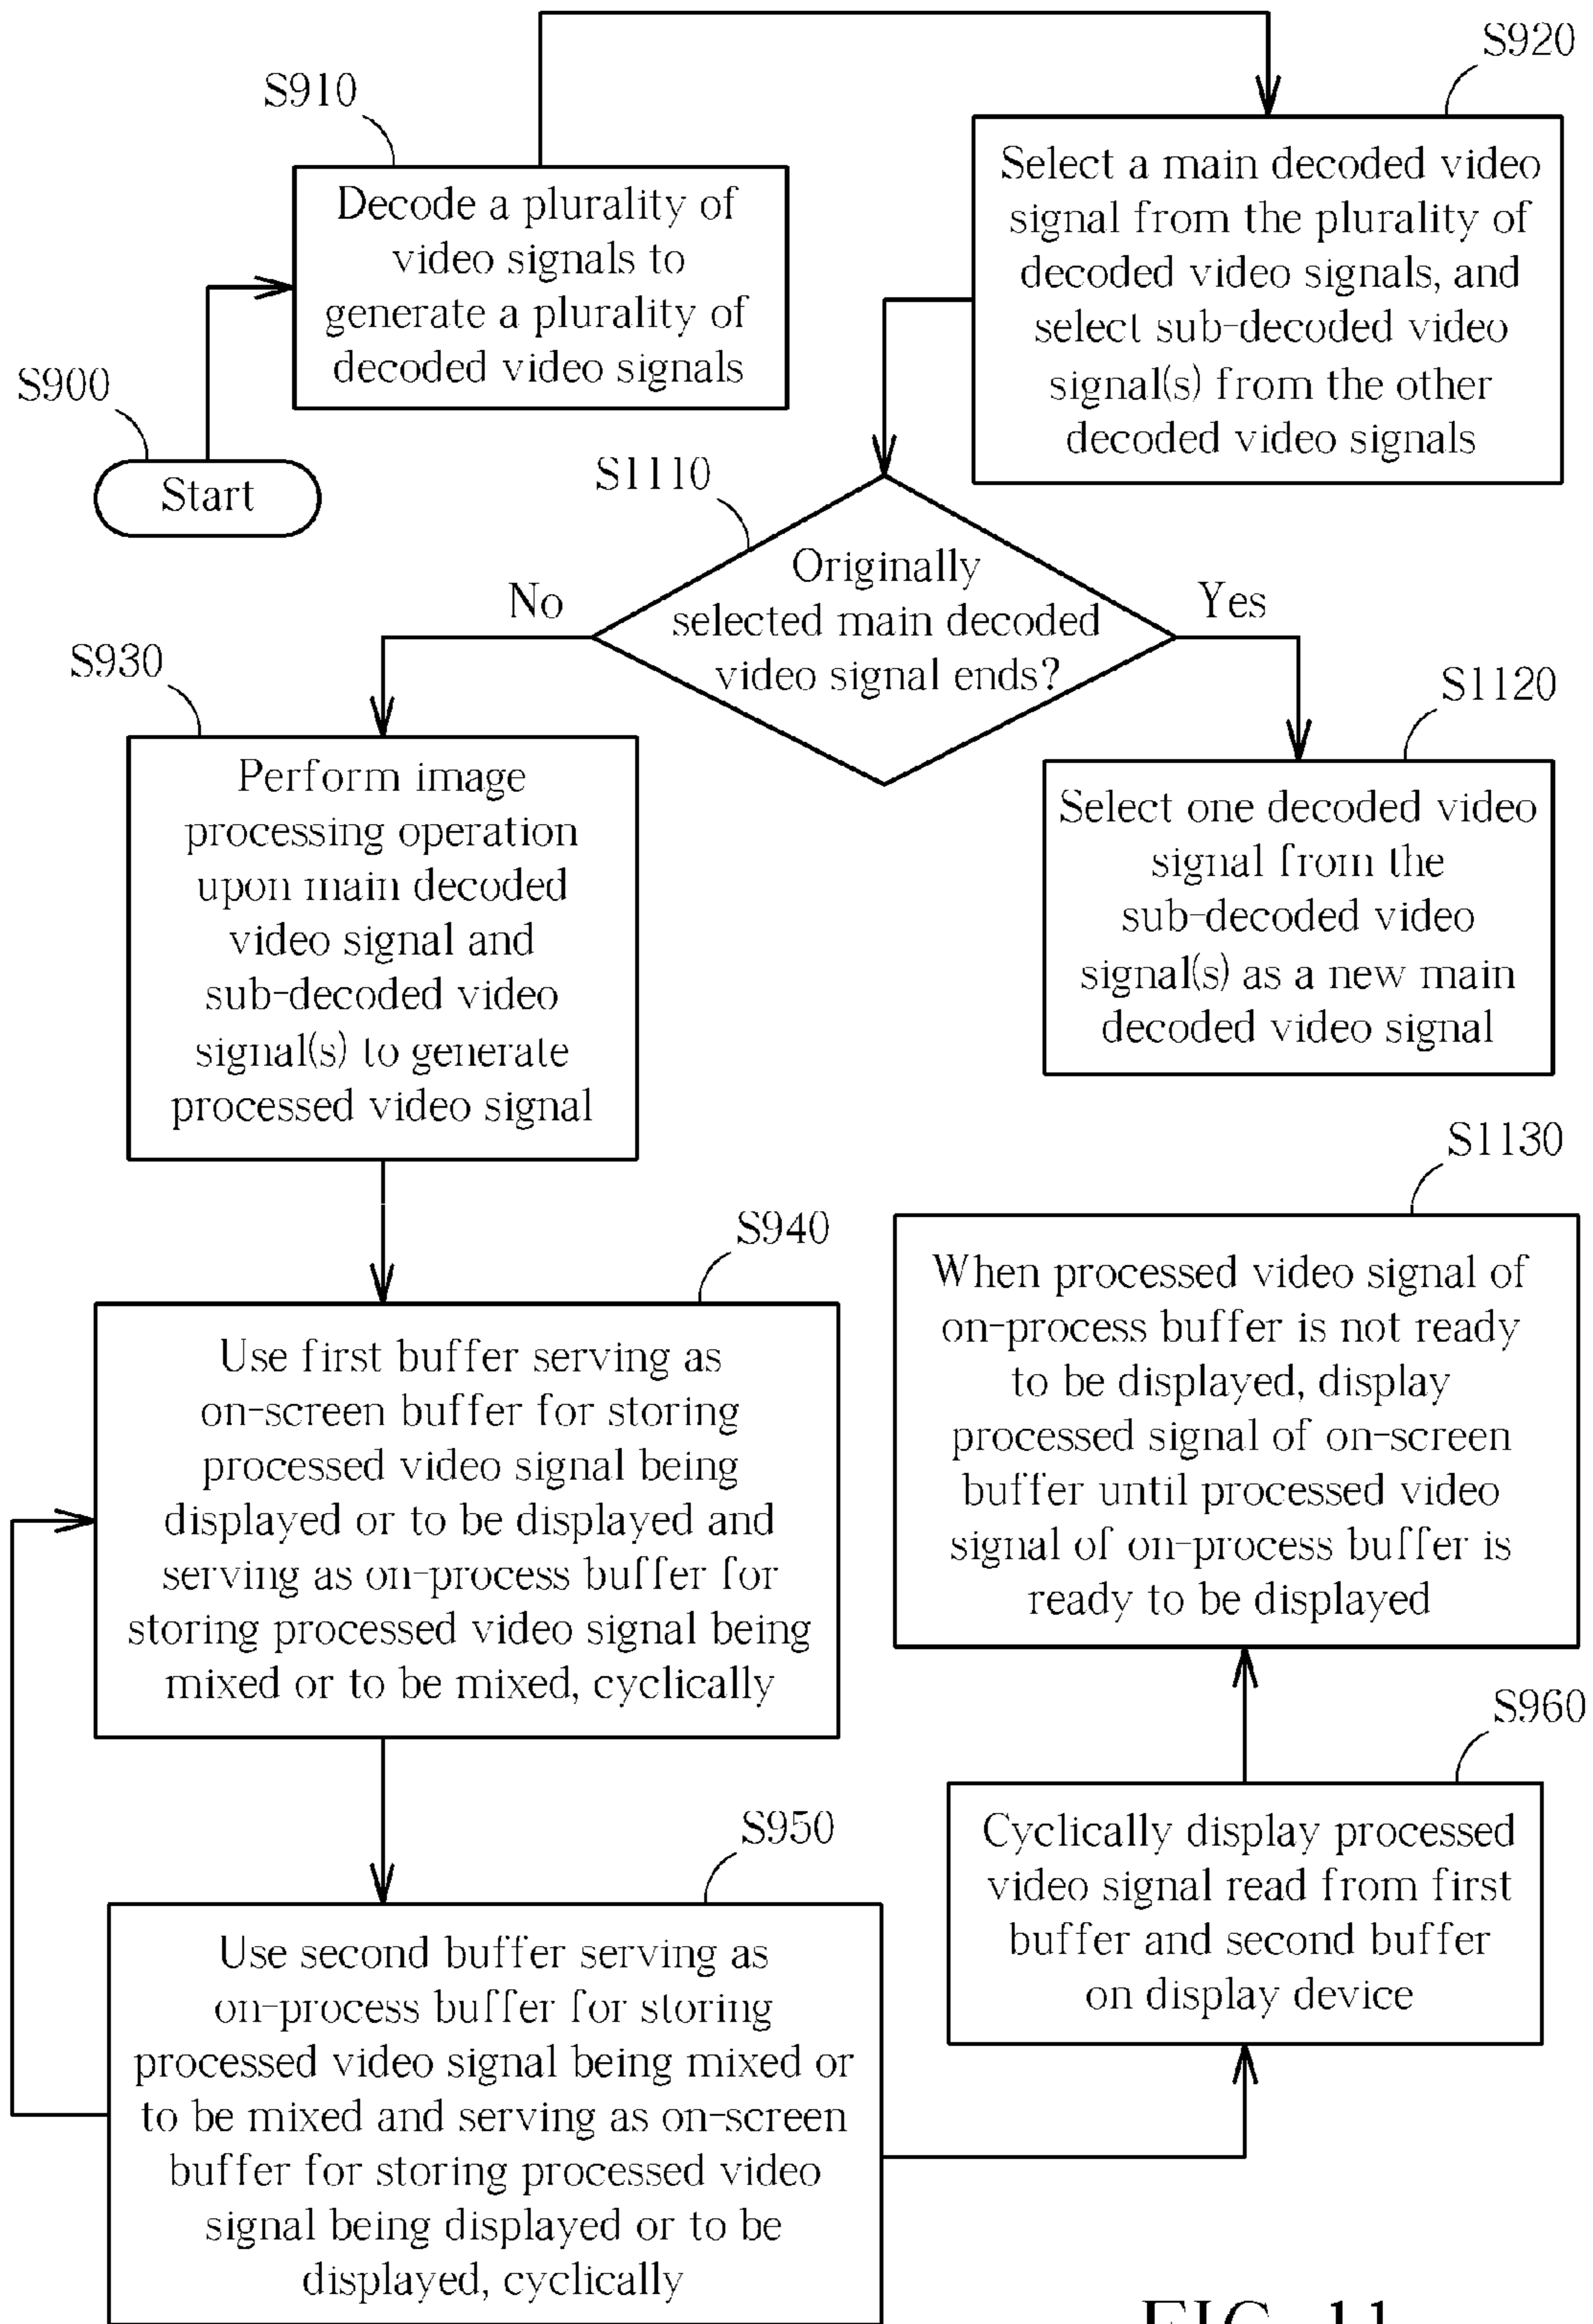 S910
Decode a plurality of
video signals to
generate a plurality of
decoded video signals
S920
Select a main decoded video
signal from the plurality of
decoded video signals, and
select sub-decoded video
signal(s) from the other
decoded video signals
S900
Start
S1110
Originally
selected main decoded
video signal ends?
No
Yes
S930
Perform image
processing operation
upon main decoded
video signal and
sub-decoded video
signal(s) to generate
processed video signal
S1120
Select one decoded video
signal from the
sub-decoded video
signal(s) as a new main
decoded video signal
S940
Use first buffer serving as
on-screen buffer for storing
processed video signal being
displayed or to be displayed and
serving as on-process buffer for
storing processed video signal being
mixed or to be mixed, cyclically
S1130
When processed video signal of
on-process buffer is not ready
to be displayed, display
processed signal of on-screen
buffer until processed video
signal of on-process buffer is
ready to be displayed
S950
Use second buffer serving as
on-process buffer for storing
processed video signal being mixed or
to be mixed and serving as on-screen
buffer for storing processed video
signal being displayed or to be
displayed, cyclically
S960
Cyclically display processed
video signal read from first
buffer and second buffer
on display device
FIG. 11